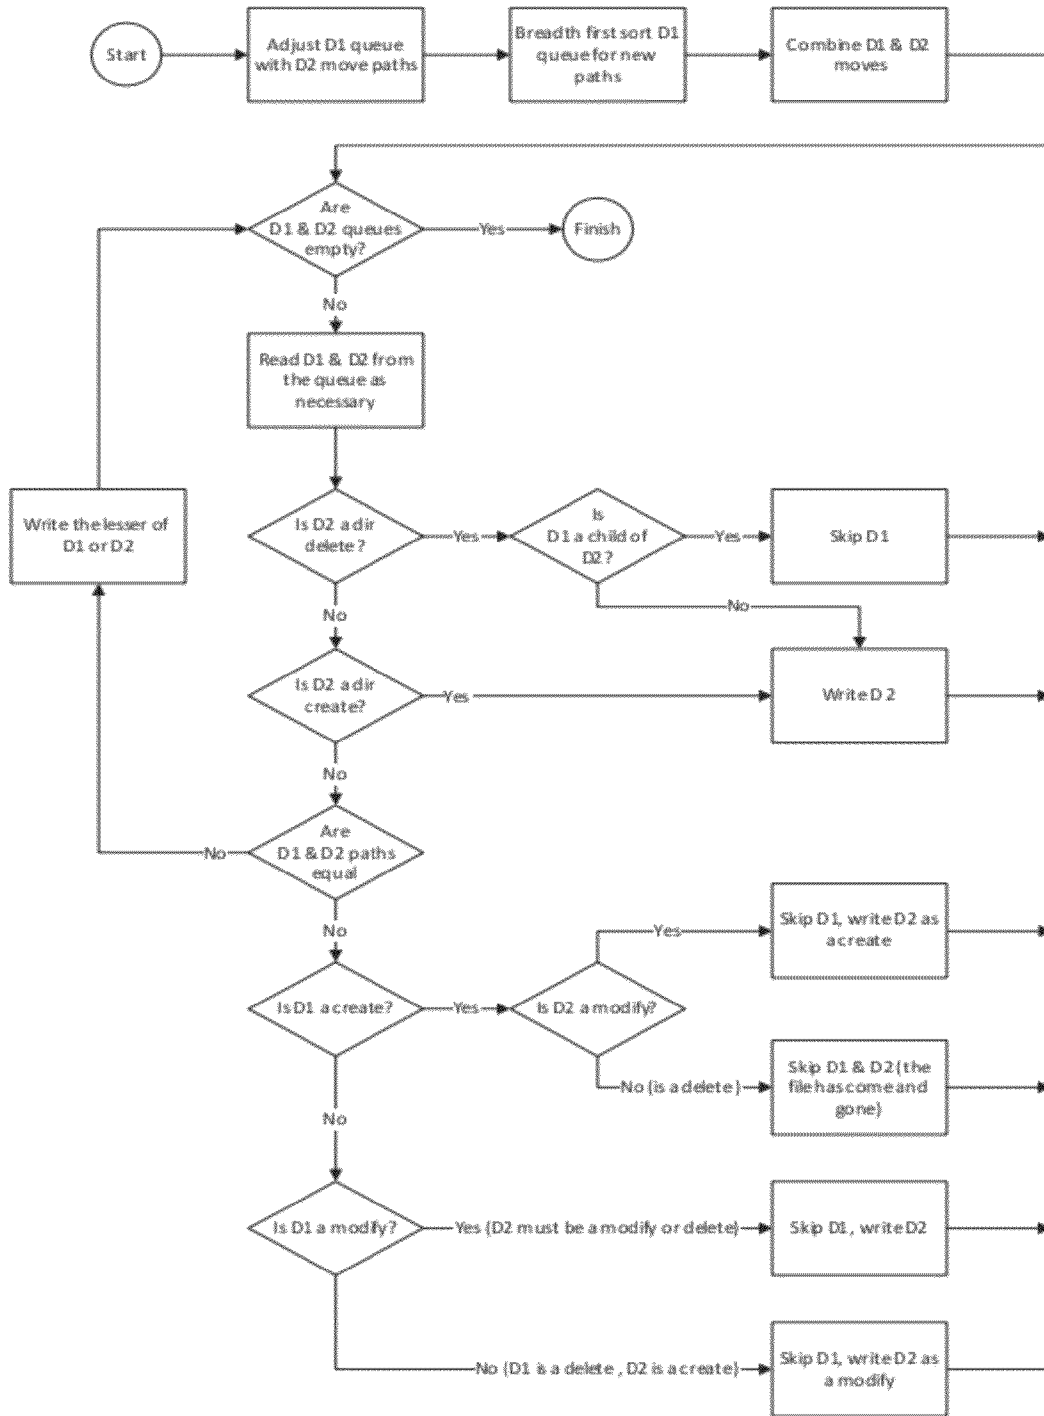 Start
Adjust D1 queue
with D2 move paths
Breadth first sort D1
queue for new
paths
Combine D1 & D2
moves
Are
D1 & D2 queues
empty?
Yes
Finish
No
Read D1 & D2 from
the queue as
necessary
Write the lesser of
D1 or D2
Is D2 a dir
delete?
Yes
Is
D1 a child of
D2?
Yes
Skip D1
No
No
Is D2 a dir
create?
Yes
Write D2
No
Are
D1 & D2 paths
equal
No
No
Is D1 a create?
Yes
Is D2 a modify?
Yes
Skip D1, write D2 as
a create
No (is a delete)
Skip D1 & D2 (the
file has come and
gone)
No
Is D1 a modify?
Yes (D2 must be a modify or delete)
Skip D1, write D2
No (D1 is a delete, D2 is a create)
Skip D1, write D2 as
a modify